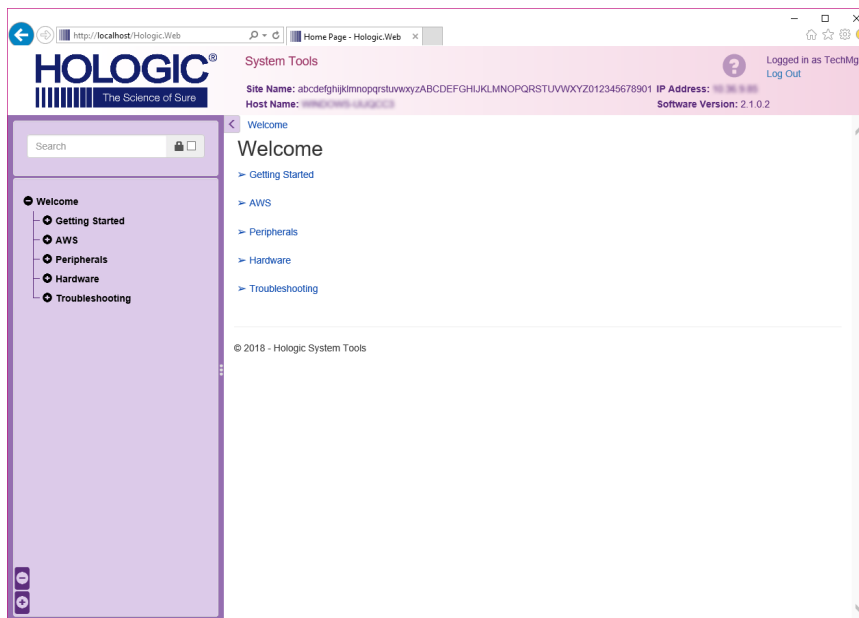 http://localhost/Hologic.Web
Home Page - Hologic.Web
HOLOGIC®
The Science of Sure
System Tools
Logged in as TechMg
Log Out
Site Name: abcdefghijklmnopqrstuvwxyzABCDEFGHIJKLMNOPQRSTUVWXYZ012345678901 IP Address:
Host Name:
Software Version: 2.1.0.2
Search
Welcome
Welcome
Getting Started
AWS
Peripherals
Hardware
Troubleshooting
Welcome
Getting Started
AWS
Peripherals
Hardware
Troubleshooting
© 2018 - Hologic System Tools